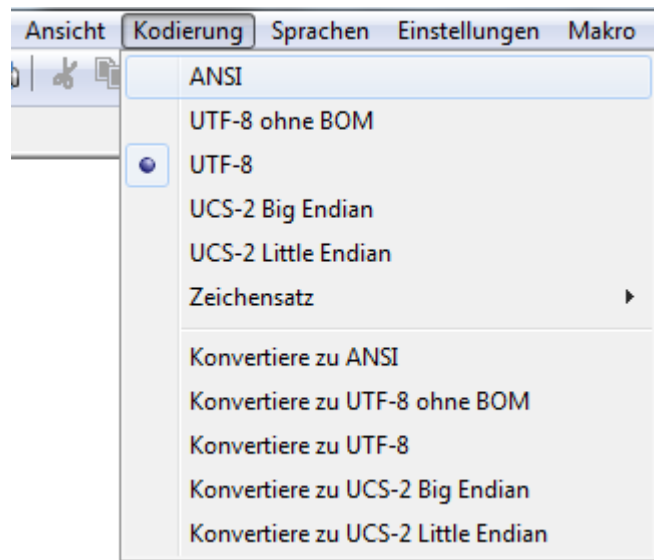 Ansicht Kodierung Sprachen Einstellungen Makro
ANSI
UTF-8 ohne BOM
UTF-8
UCS-2 Big Endian
UCS-2 Little Endian
Zeichensatz
Konvertiere zu ANSI
Konvertiere zu UTF-8 ohne BOM
Konvertiere zu UTF-8
Konvertiere zu UCS-2 Big Endian
Konvertiere zu UCS-2 Little Endian